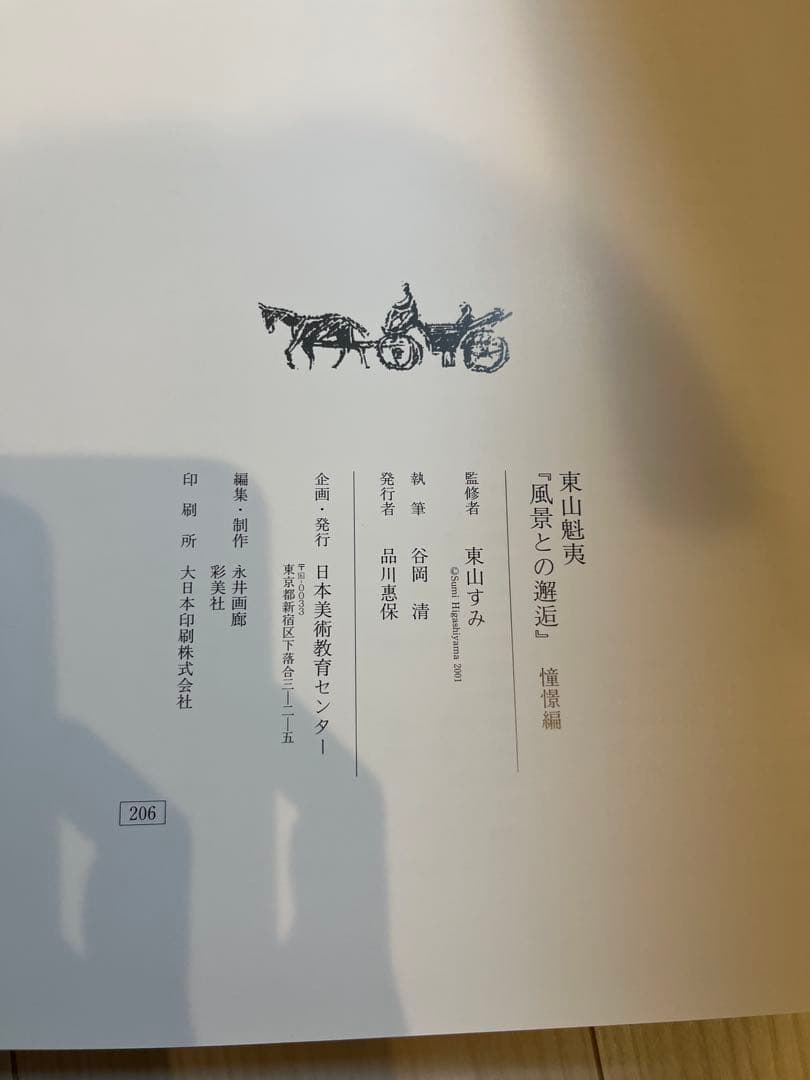 東山魁夷
『風景との邂逅』 憧憬編
監修者 東山すみ
©Sumi Higashiyama 2001
執筆 谷岡 清
発行者 品川惠保
企画・発行 日本美術教育センター
〒161-0033
東京都新宿区下落合三―二―五
編集・制作 永井画廊
彩美社
印刷所 大日本印刷株式会社
206